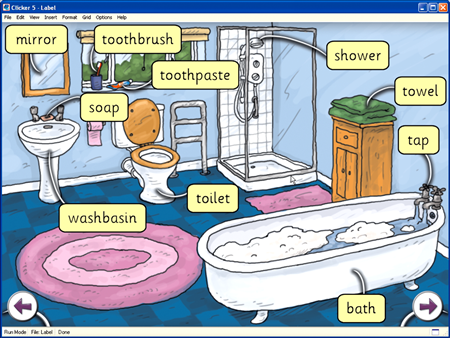 Clicker 5 - Label
File Edit View Insert Format Grid Options Help
mirror
toothbrush
toothpaste
shower
soap
towel
tap
toilet
washbasin
bath
Run Mode File: Label Done